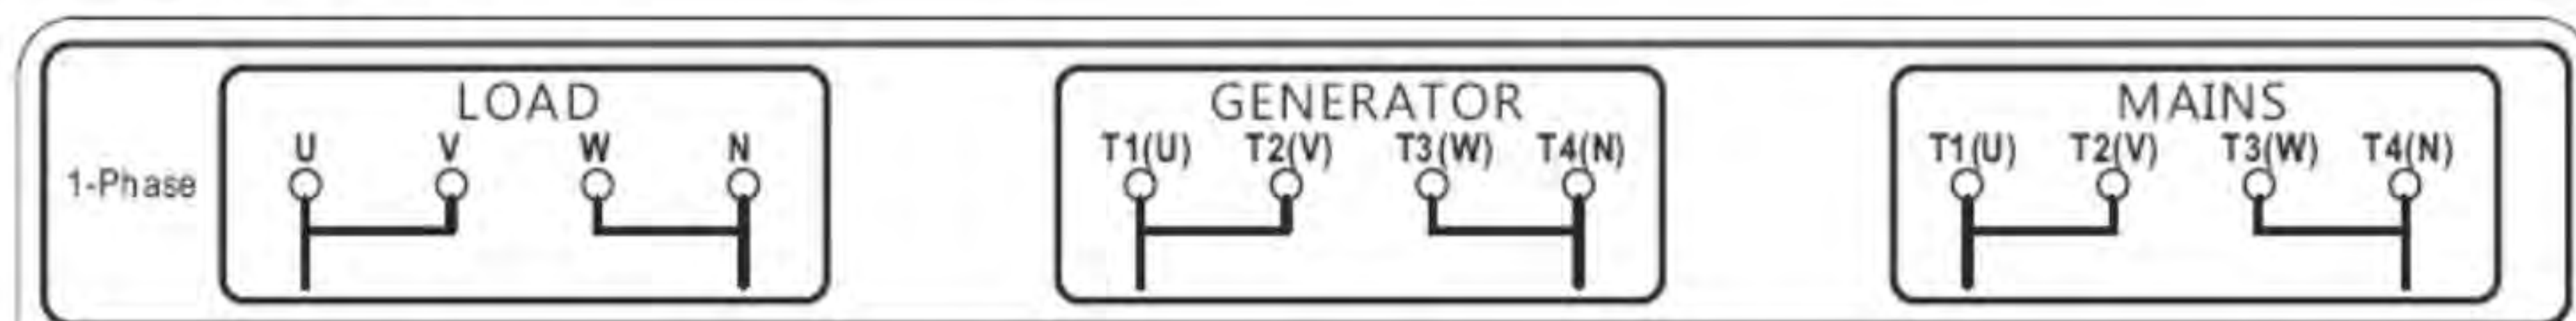 LOAD GENERATOR MAINS
U V W N T1(U) T2(V) T3(W) T4(N) T1(U) T2(V) T3(W) T4(N)
1-Phase